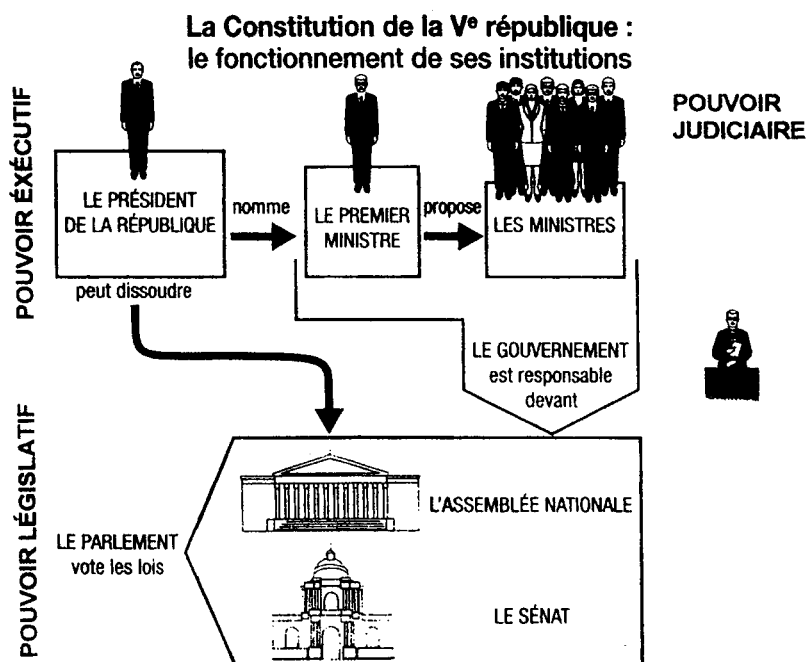 La Constitution de la Vᵉ république :
le fonctionnement de ses institutions
POUVOIR ÉXÉCUTIF
POUVOIR
JUDICIAIRE
LE PRÉSIDENT
DE LA RÉPUBLIQUE
nomme
LE PREMIER
MINISTRE
propose
LES MINISTRES
peut dissoudre
LE GOUVERNEMENT
est responsable
devant
POUVOIR LÉGISLATIF
LE PARLEMENT
vote les lois
L'ASSEMBLÉE NATIONALE
LE SÉNAT